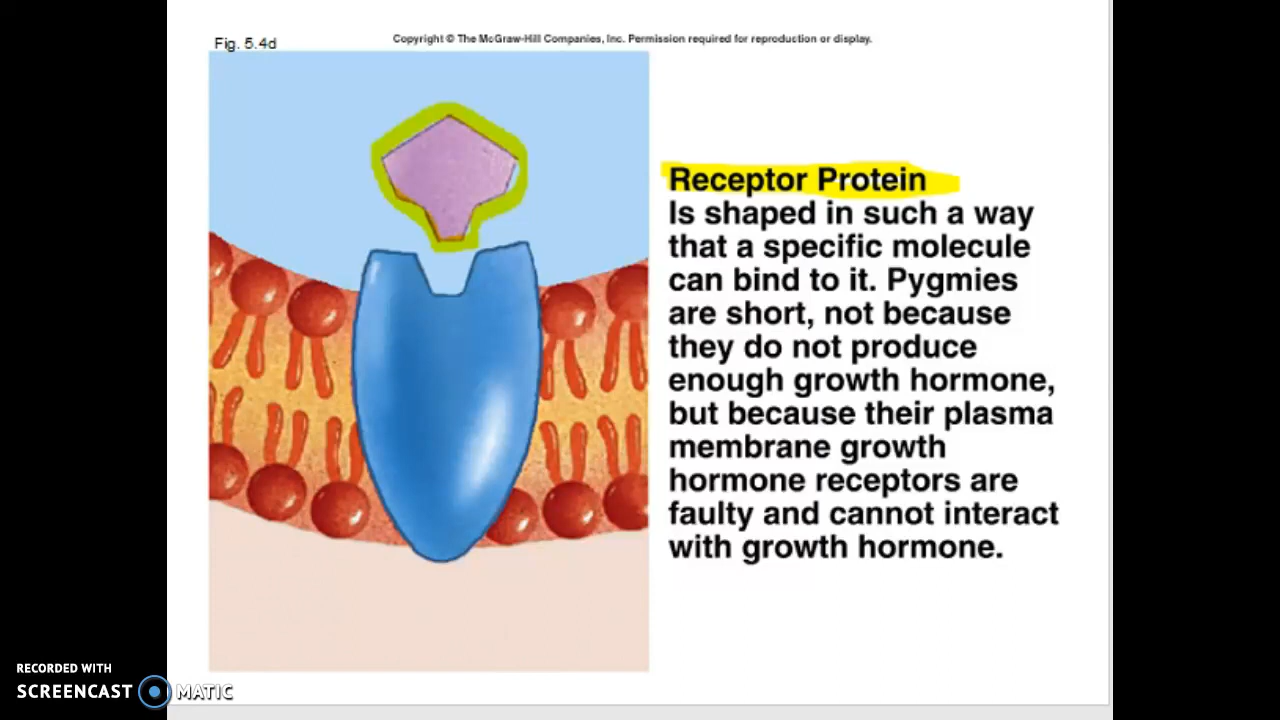 Fig. 5.4d
Copyright © The McGraw-Hill Companies, Inc. Permission required for reproduction or display.
Receptor Protein
Is shaped in such a way
that a specific molecule
can bind to it. Pygmies
are short, not because
they do not produce
enough growth hormone,
but because their plasma
membrane growth
hormone receptors are
faulty and cannot interact
with growth hormone.
RECORDED WITH
SCREENCAST MATIC